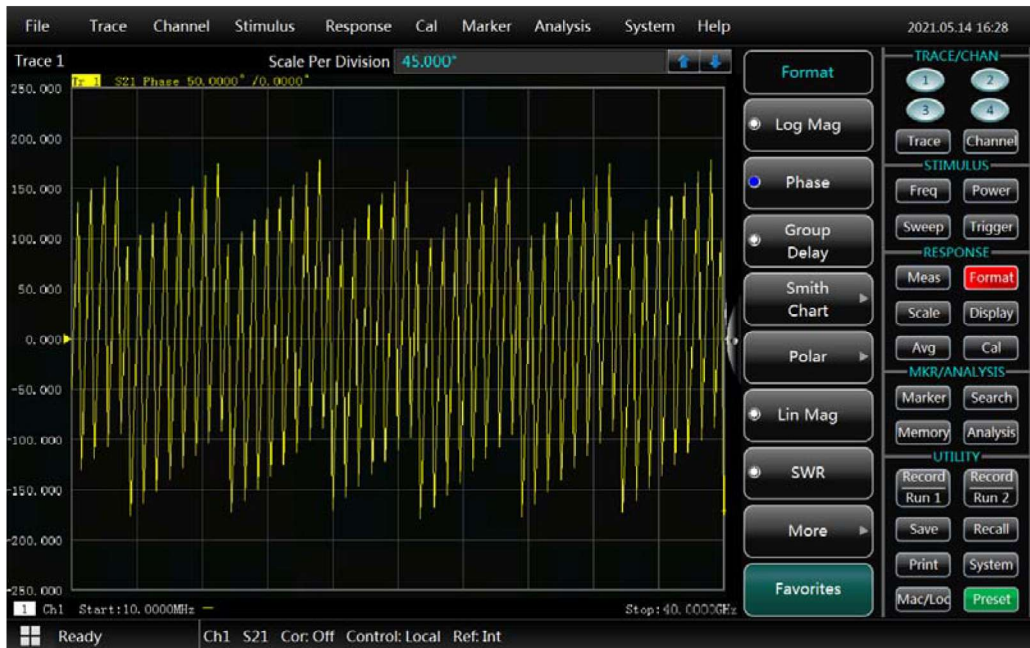 File Trace Channel Stimulus Response Cal Marker Analysis System Help 2021.05.14 16:28
Trace 1 Scale Per Division 45.000°
Tr 1 S21 Phase 50.0000° /0.0000°
250.000
200.000
150.000
100.000
50.000
0.000
-50.000
-100.000
-150.000
-200.000
-250.000
1 Ch1 Start:10.0000MHz Stop:40.0000GHz
Ready Ch1 S21 Cor: Off Control: Local Ref: Int
Format
Log Mag
Phase
Group
Delay
Smith
Chart
Polar
Lin Mag
SWR
More
Favorites
TRACE/CHAN
1 2
3 4
Trace Channel
STIMULUS
Freq Power
Sweep Trigger
RESPONSE
Meas Format
Scale Display
Avg Cal
MKR/ANALYSIS
Marker Search
Memory Analysis
UTILITY
Record Record
Run 1 Run 2
Save Recall
Print System
Mac/Loc Preset